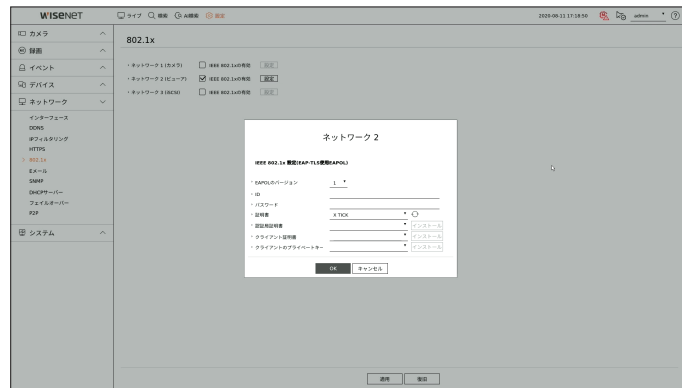 WISENET
ライブ 検索 AI検索 設定
2020-08-11 17:18:50 admin
カメラ
録画
イベント
デバイス
ネットワーク
インターフェース
DDNS
IPフィルタリング
HTTPS
802.1x
Eメール
SNMP
DHCPサーバー
フェイルオーバー
P2P
システム
802.1x
ネットワーク 1 (カメラ) IEEE 802.1xの有効 設定
ネットワーク 2 (ビューア) IEEE 802.1xの有効 設定
ネットワーク 3 (iSCSI) IEEE 802.1xの有効 設定
ネットワーク 2
IEEE 802.1x 設定(EAP-TLS使用EAPOL)
EAPOLのバージョン 1
ID
パスワード
証明書 X TICK
認証局証明書 インストール
クライアント証明書 インストール
クライアントのプライベートキー インストール
OK キャンセル
適用 復旧